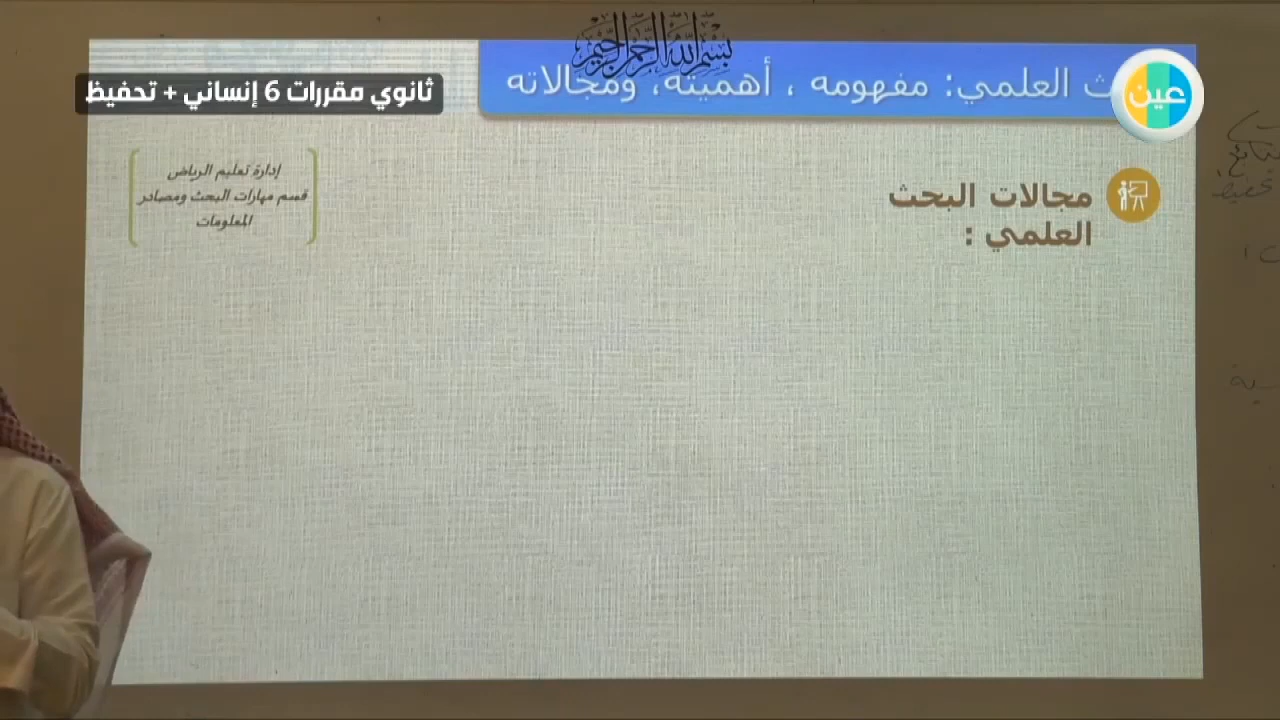 بسم الله الرحمن الرحيم
العلمي: مفهومه ، أهميته، ومجالاته
عين
ثانوي مقررات 6 إنساني + تحفيظ
إدارة تعليم الرياض
قسم مهارات البحث ومصادر
المعلومات
مجالات البحث
العلمي :